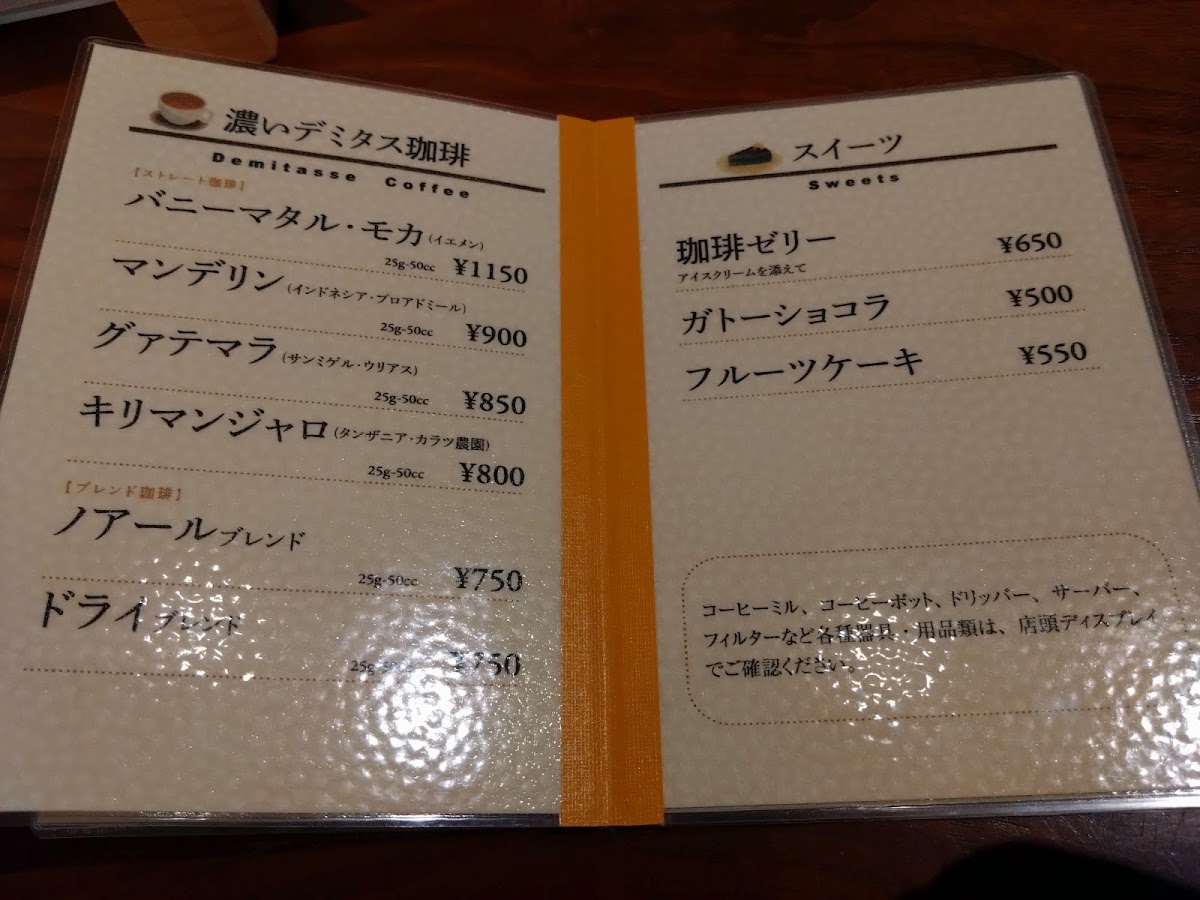 濃いデミタス珈琲
Demitasse Coffee
【ストレート珈琲】
バニーマタル・モカ(イエメン)
25g-50cc ¥1150
マンデリン(インドネシア・ブロアドミール)
25g-50cc ¥900
グァテマラ(サンミゲル・ウリアス)
25g-50cc ¥850
キリマンジャロ(タンザニア・カラツ農園)
25g-50cc ¥800
【ブレンド珈琲】
ノアールブレンド
25g-50cc ¥750
ドライブレンド
¥750
スイーツ
Sweets
珈琲ゼリー ¥650
アイスクリームを添えて
ガトーショコラ ¥500
フルーツケーキ ¥550
コーヒーミル、コーヒーポット、ドリッパー、サーバー、
フィルターなど各種器具・用品類は、店頭ディスプレイ
でご確認ください。